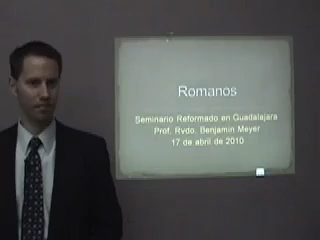 Romanos
Seminario Reformado en Guadalajara
Prof. Rvdo. Benjamin Meyer
17 de abril de 2010